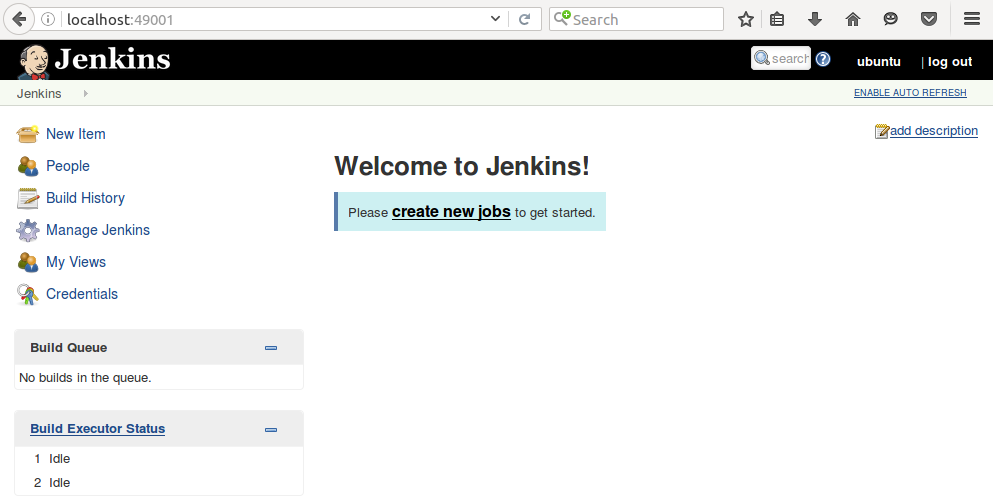 localhost:49001
Search
Jenkins
search
ubuntu
| log out
Jenkins
ENABLE AUTO REFRESH
New Item
People
Build History
Manage Jenkins
My Views
Credentials
add description
Welcome to Jenkins!
Please create new jobs to get started.
Build Queue
No builds in the queue.
Build Executor Status
1 Idle
2 Idle